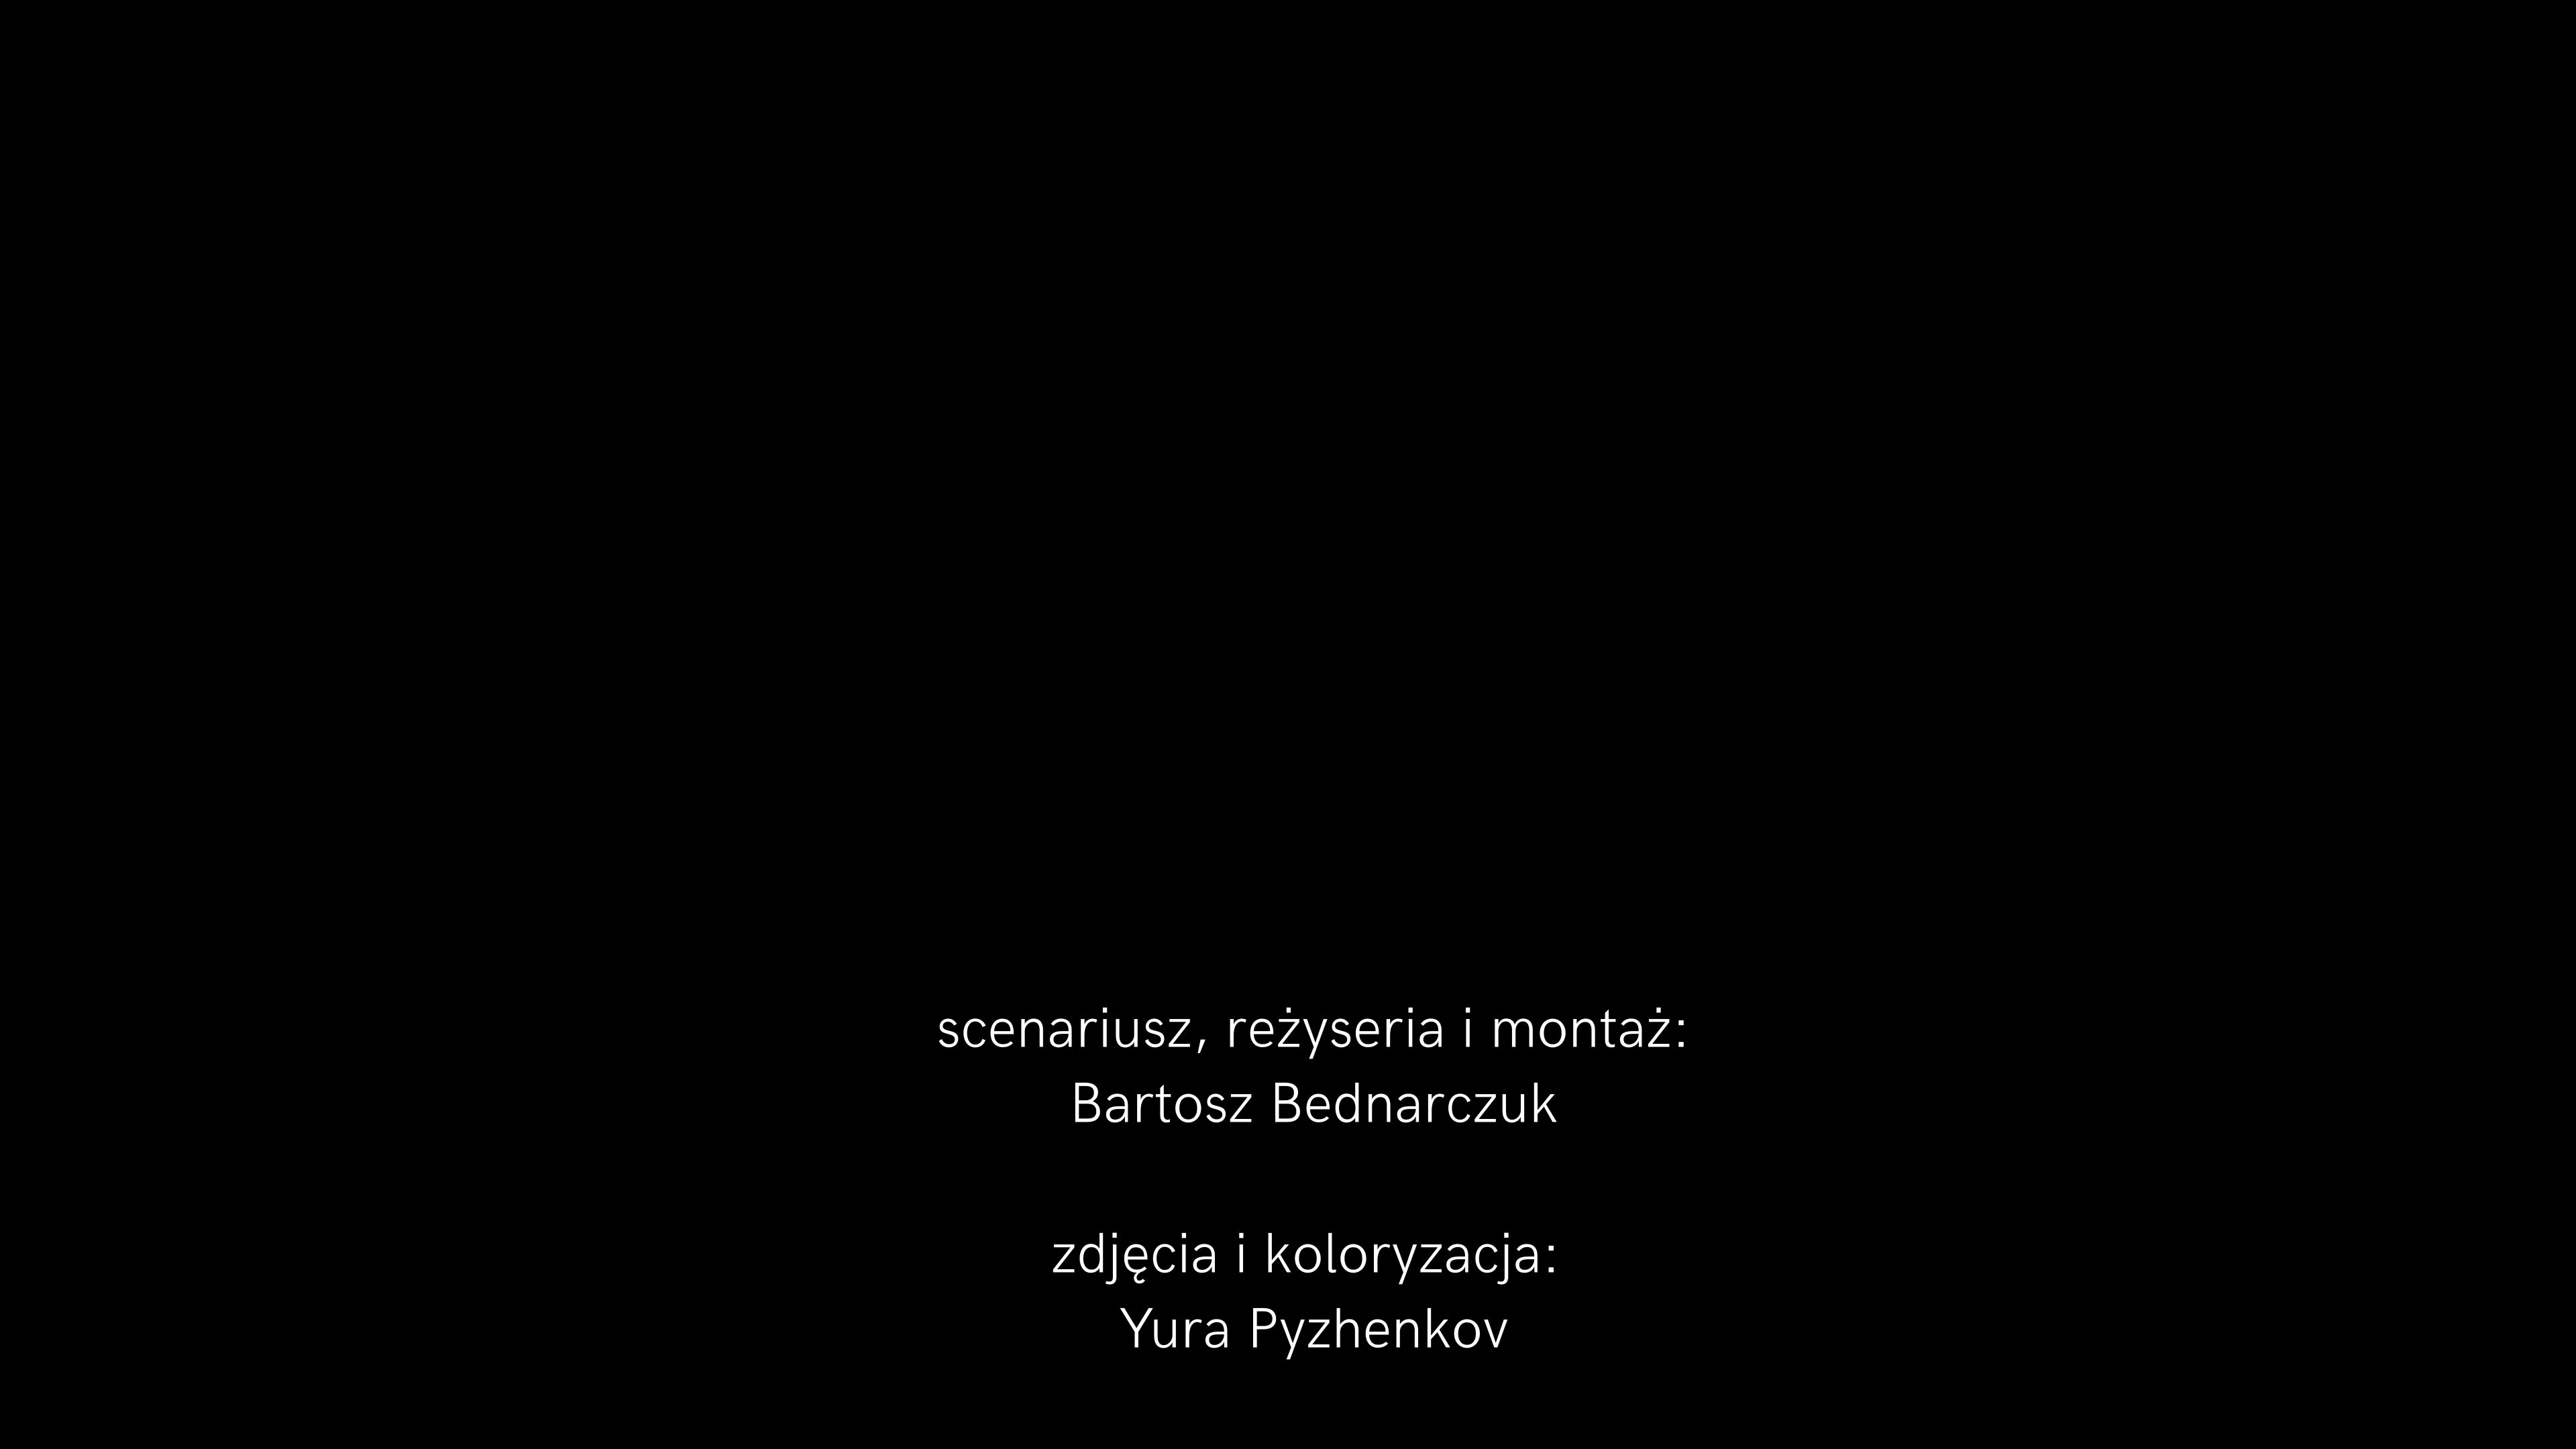 scenariusz, reżyseria i montaż:
Bartosz Bednarczuk
zdjęcia i koloryzacja:
Yura Pyzhenkov